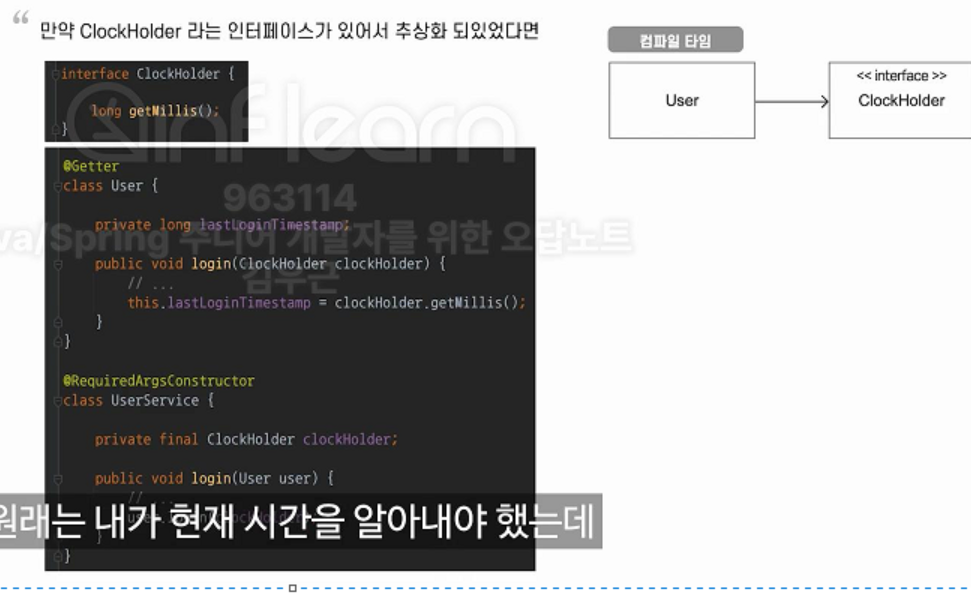 “
만약 ClockHolder 라는 인터페이스가 있어서 추상화 되있었다면
interface ClockHolder {
long getMillis();
}
@Getter
class User {
private long lastLoginTimestamp;
public void login(ClockHolder clockHolder) {
// ...
this.lastLoginTimestamp = clockHolder.getMillis();
}
}
@RequiredArgsConstructor
class UserService {
private final ClockHolder clockHolder;
public void login(User user) {
// ...
}
}
컴파일 타임
User
<< interface >>
ClockHolder
inflearn
963114
va/Spring 주니어 개발자를 위한 오답노트
김우근
원래는 내가 현재 시간을 알아내야 했는데